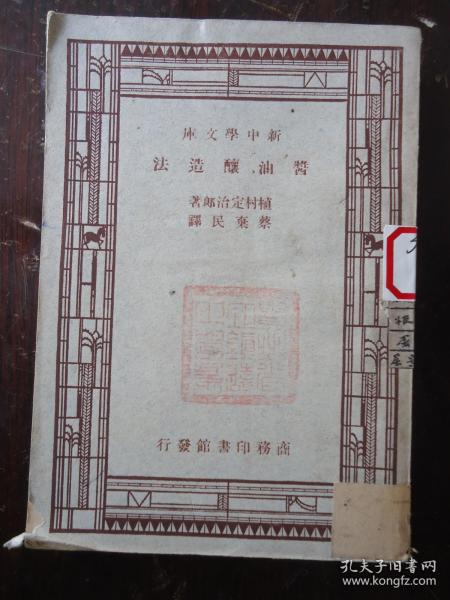 新中學文庫
醬油釀造法
植村定治郎著
蔡棄民譯
商務印書館發行
孔夫子旧书网
www.kongfz.com